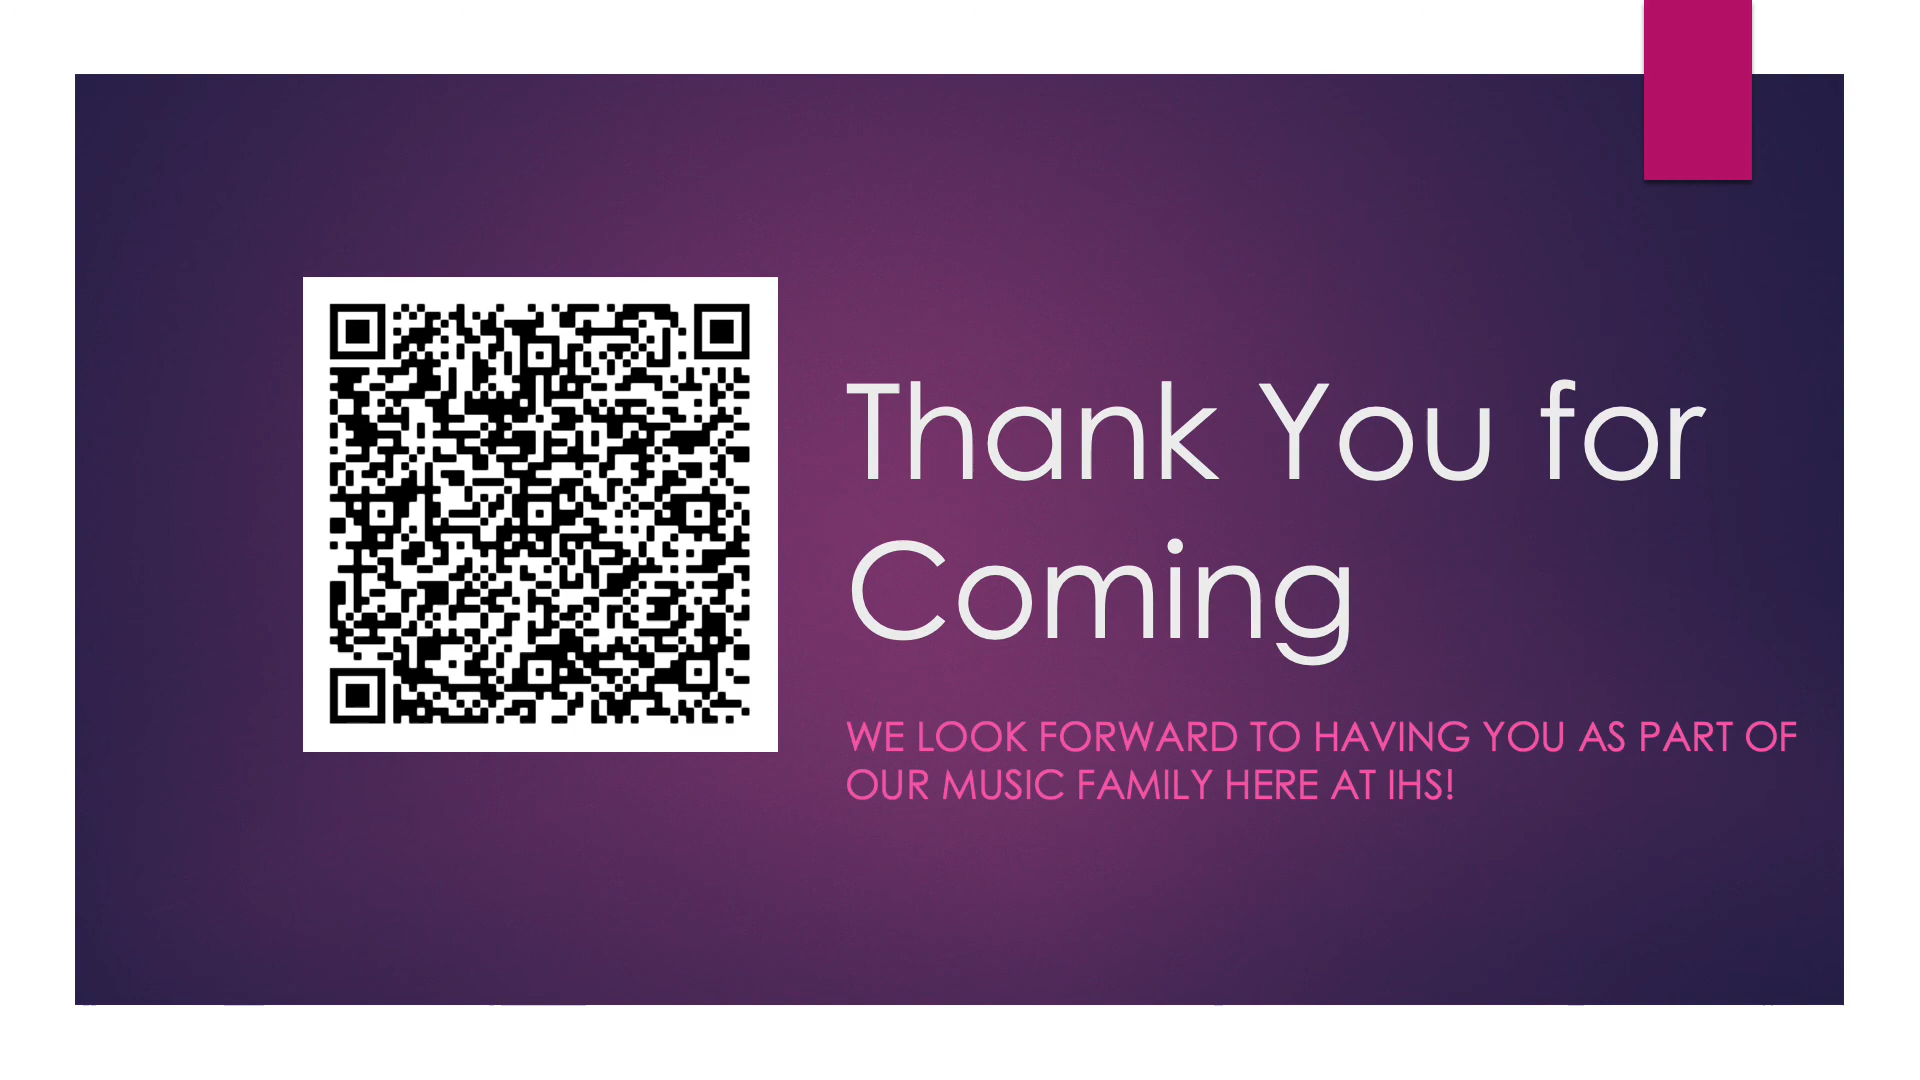 Thank You for
Coming
WE LOOK FORWARD TO HAVING YOU AS PART OF
OUR MUSIC FAMILY HERE AT IHS!